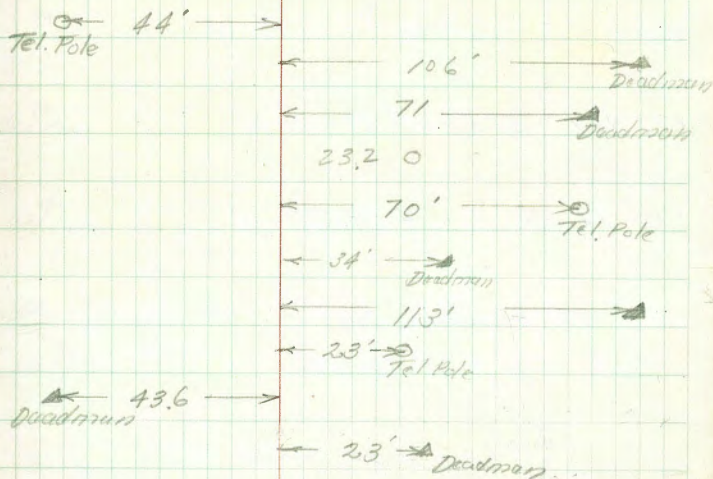 44'
Tel. Pole
106'
Deadman
71
Deadman
23.2 O
70'
Tel. Pole
34'
Deadman
113'
23'
Tel Pole
43.6
Deadman
23'
Deadman.